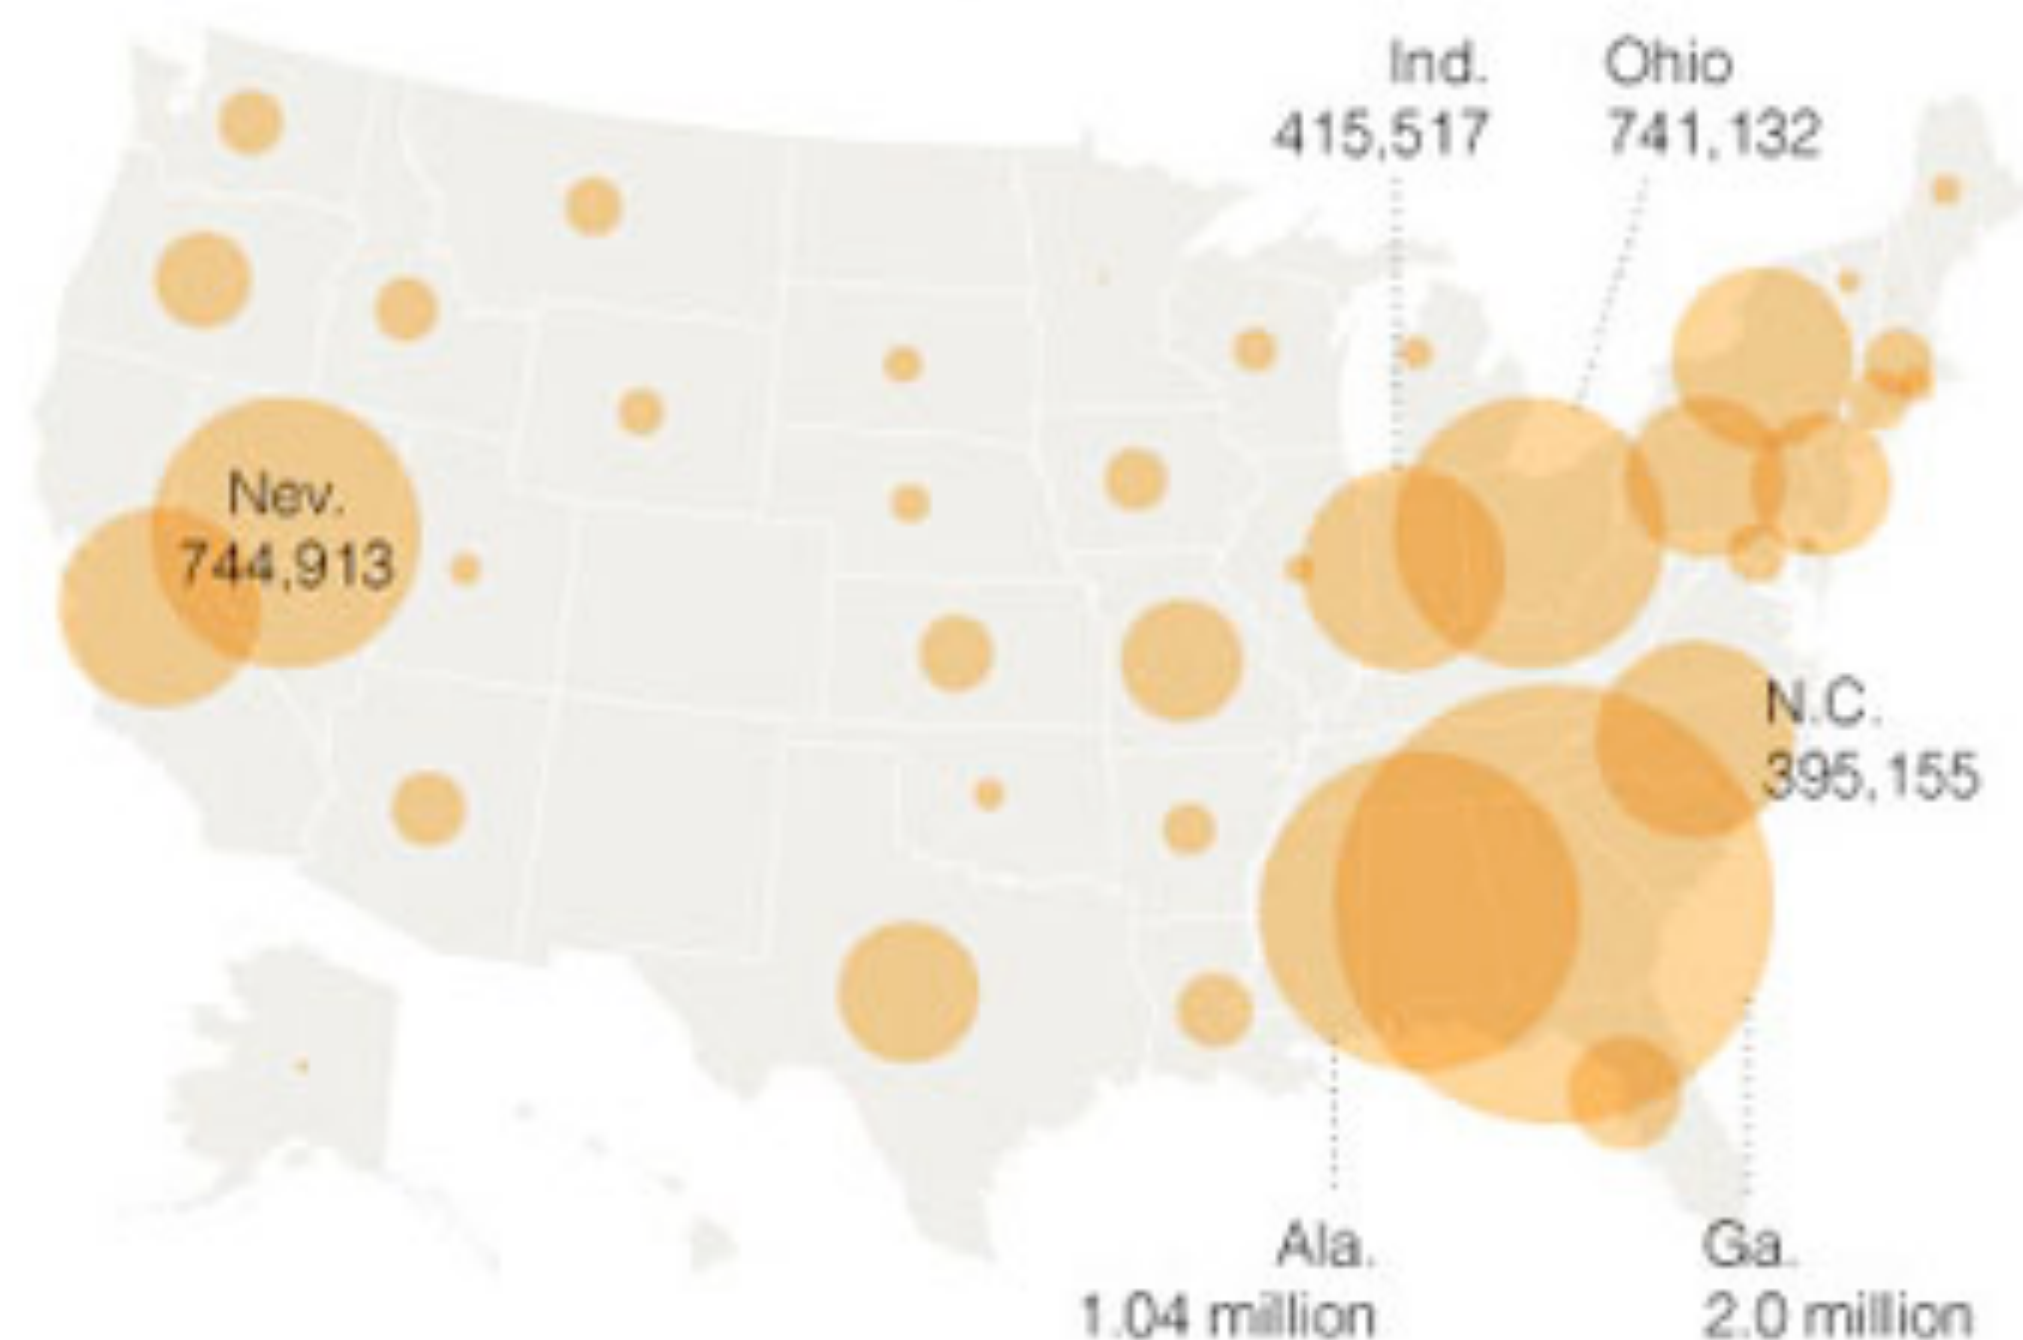 Ind.
415,517
Ohio
741,132
Nev.
744,913
N.C.
395,155
Ala.
1.04 million
Ga.
2.0 million